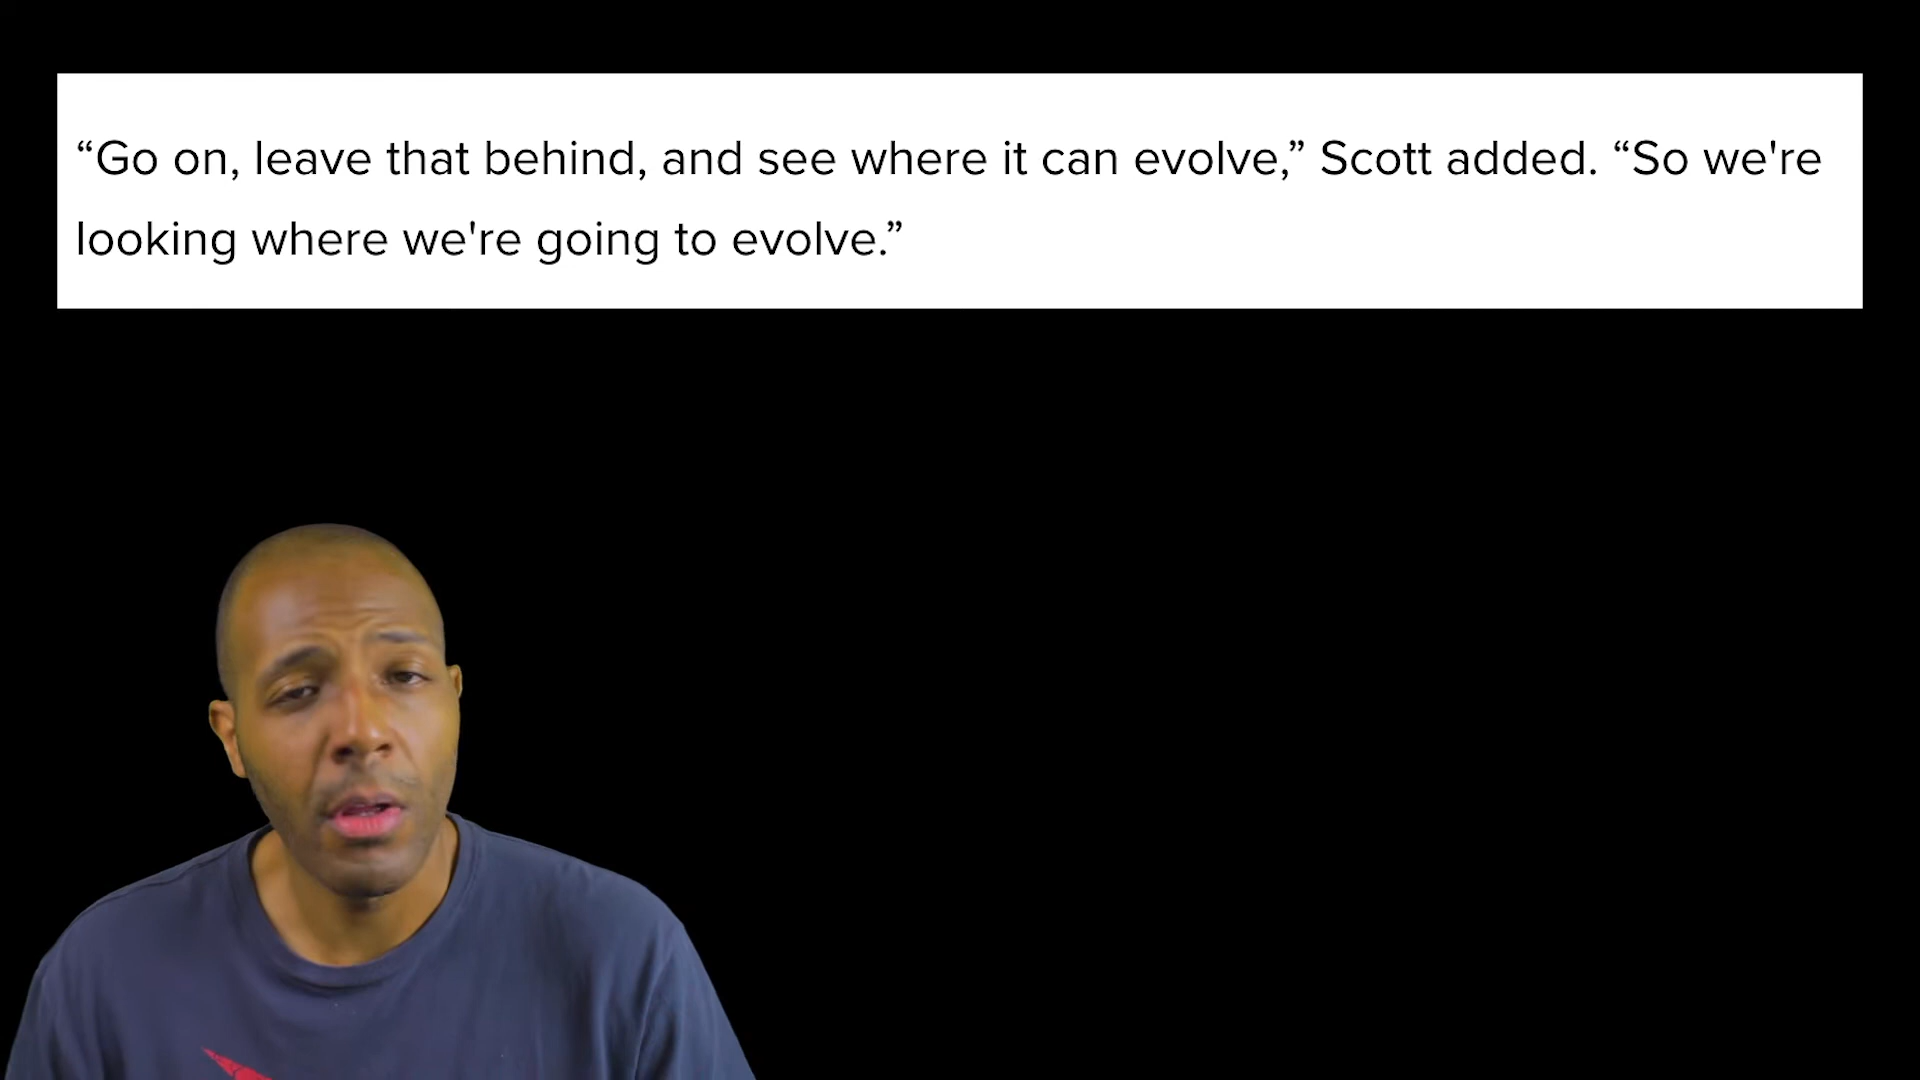 “Go on, leave that behind, and see where it can evolve,” Scott added. “So we're
looking where we're going to evolve.”